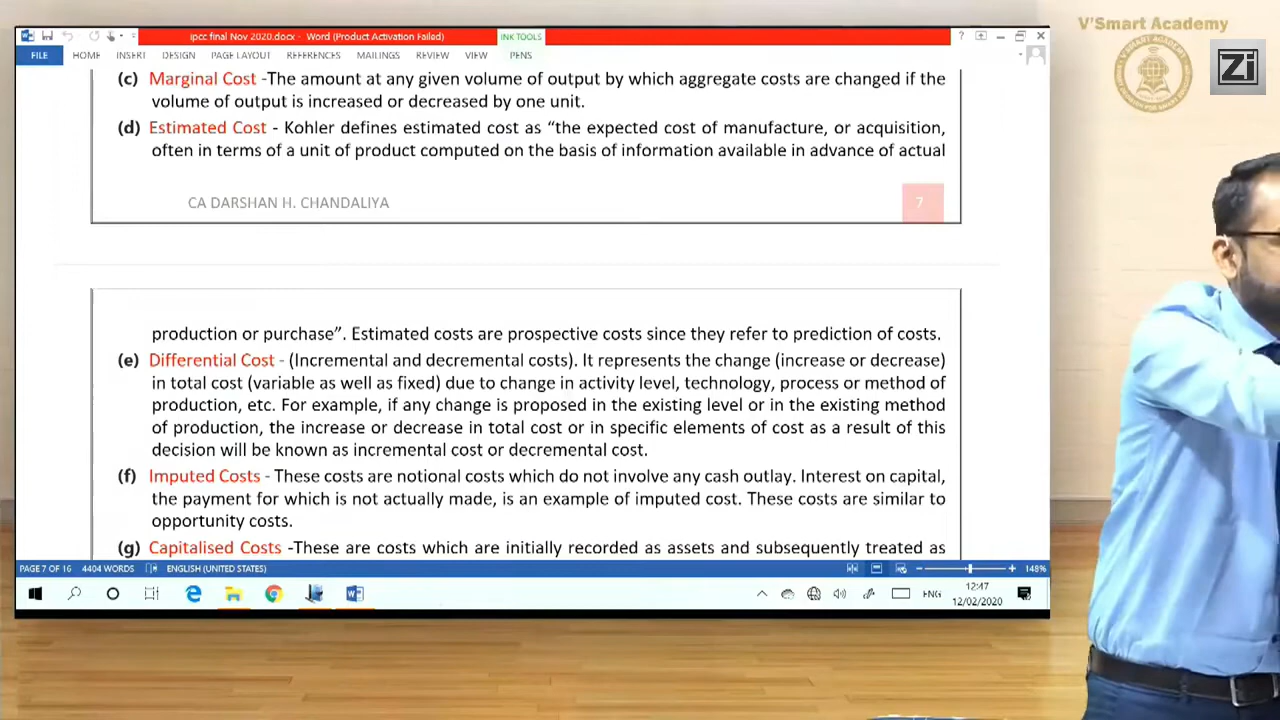 V'Smart Academy
Zi
ipcc final Nov 2020.docx - Word (Product Activation Failed)
INK TOOLS
FILE HOME INSERT DESIGN PAGE LAYOUT REFERENCES MAILINGS REVIEW VIEW PENS
(c) Marginal Cost -The amount at any given volume of output by which aggregate costs are changed if the
volume of output is increased or decreased by one unit.
(d) Estimated Cost - Kohler defines estimated cost as “the expected cost of manufacture, or acquisition,
often in terms of a unit of product computed on the basis of information available in advance of actual
CA DARSHAN H. CHANDALIYA 7
production or purchase”. Estimated costs are prospective costs since they refer to prediction of costs.
(e) Differential Cost - (Incremental and decremental costs). It represents the change (increase or decrease)
in total cost (variable as well as fixed) due to change in activity level, technology, process or method of
production, etc. For example, if any change is proposed in the existing level or in the existing method
of production, the increase or decrease in total cost or in specific elements of cost as a result of this
decision will be known as incremental cost or decremental cost.
(f) Imputed Costs - These costs are notional costs which do not involve any cash outlay. Interest on capital,
the payment for which is not actually made, is an example of imputed cost. These costs are similar to
opportunity costs.
(g) Capitalised Costs -These are costs which are initially recorded as assets and subsequently treated as
PAGE 7 OF 16 4404 WORDS ENGLISH (UNITED STATES) 148%
ENG
12:47
12/02/2020